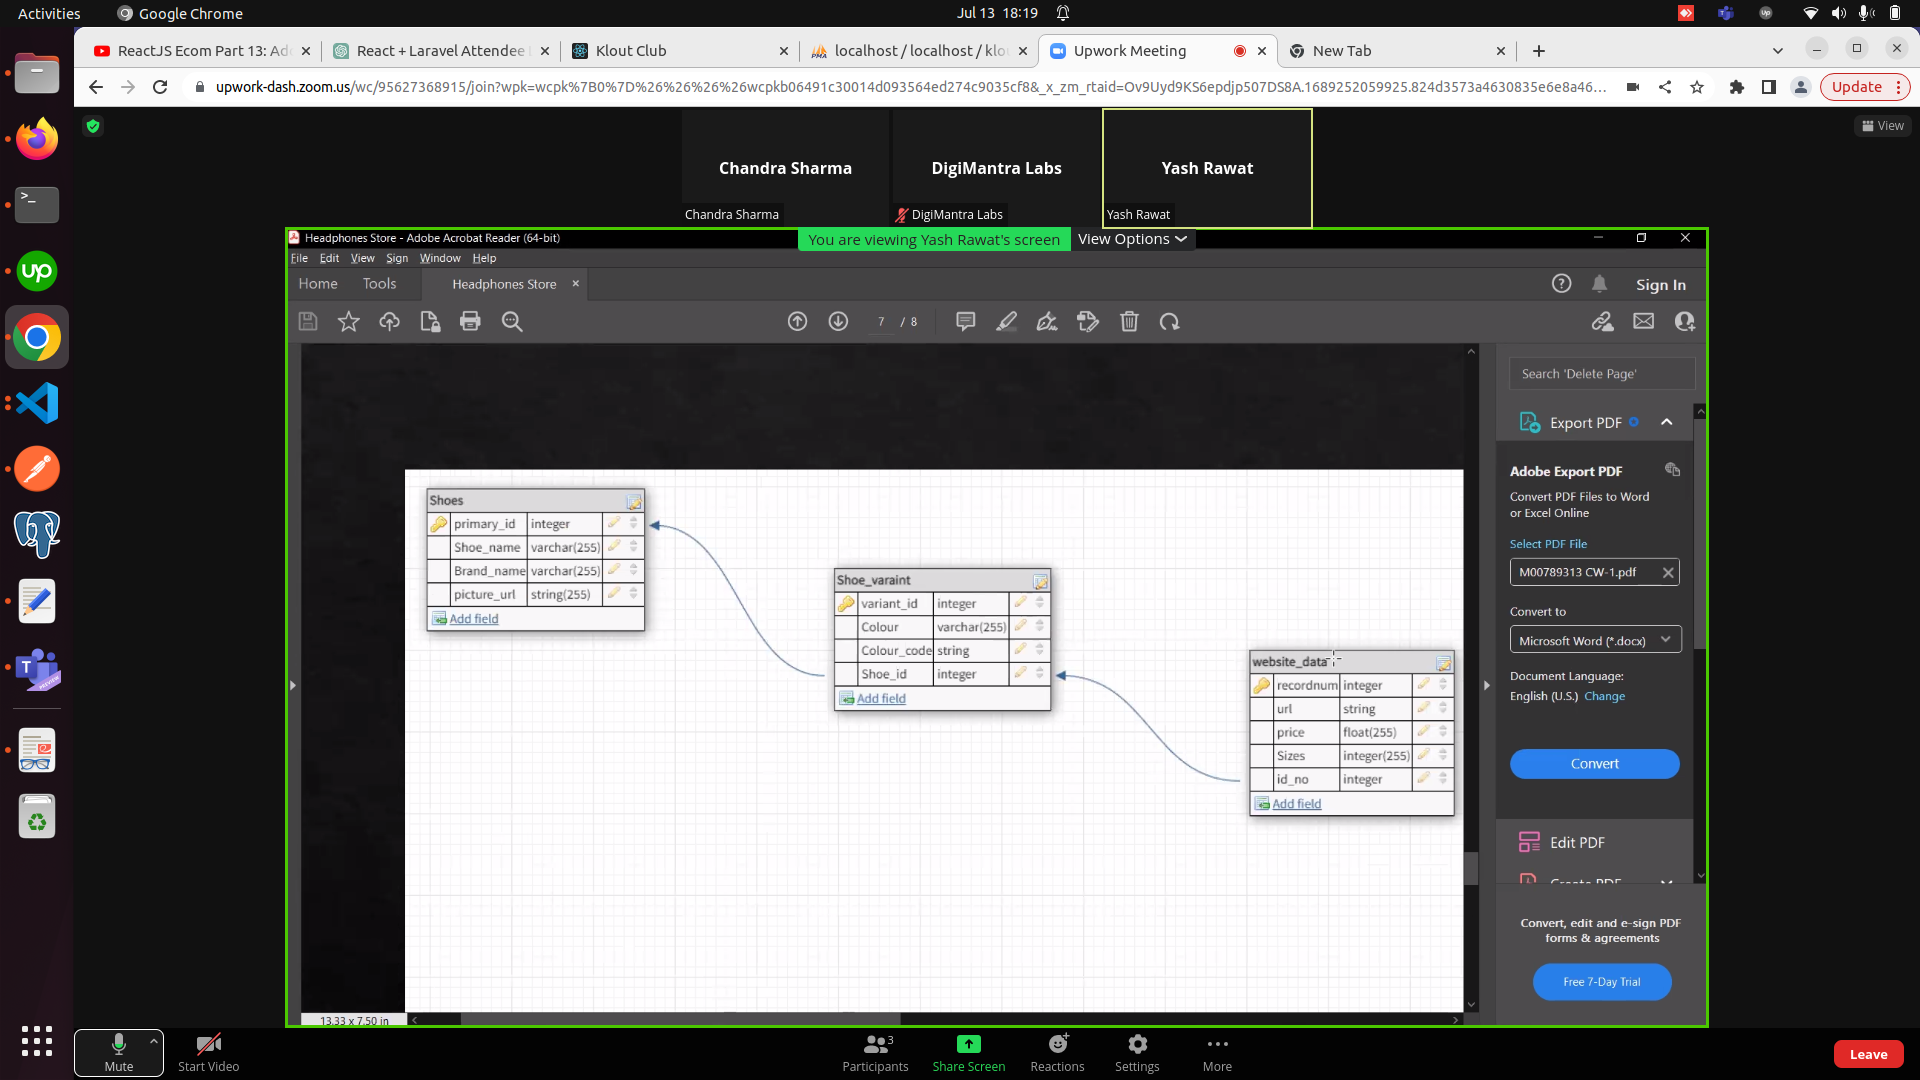 Activities
Google Chrome
Jul 13 18:19
ReactJS Ecom Part 13: Ad
React + Laravel Attendee
Klout Club
localhost / localhost / klo
Upwork Meeting
New Tab
upwork-dash.zoom.us/wc/95627368915/join?wpk=wcpk%7B0%7D%26%26%26%26%26wcpkb06491c30014d093564ed274c9035cf8&_x_zm_rtaid=Ov9Uyd9KS6epdjp507DS8A.1689252059925.824d3573a4630835e6e8a46...
Update
View
Chandra Sharma
DigiMantra Labs
Yash Rawat
Chandra Sharma
DigiMantra Labs
Yash Rawat
Headphones Store - Adobe Acrobat Reader (64-bit)
You are viewing Yash Rawat's screen
View Options
File Edit View Sign Window Help
Home
Tools
Headphones Store
Sign In
7 / 8
Search 'Delete Page'
Export PDF
Adobe Export PDF
Convert PDF Files to Word
or Excel Online
Select PDF File
M00789313 CW-1.pdf
Convert to
Microsoft Word (*.docx)
Document Language:
English (U.S.) Change
Convert
Edit PDF
Create PDF
Convert, edit and e-sign PDF
forms & agreements
Free 7-Day Trial
Shoes
primary_id integer
Shoe_name varchar(255)
Brand_name varchar(255)
picture_url string(255)
Add field
Shoe_varaint
variant_id integer
Colour varchar(255)
Colour_code string
Shoe_id integer
Add field
website_data
recordnum integer
url string
price float(255)
Sizes integer(255)
id_no integer
Add field
13.33 x 7.50 in
Mute
Start Video
3
Participants
Share Screen
Reactions
Settings
More
Leave